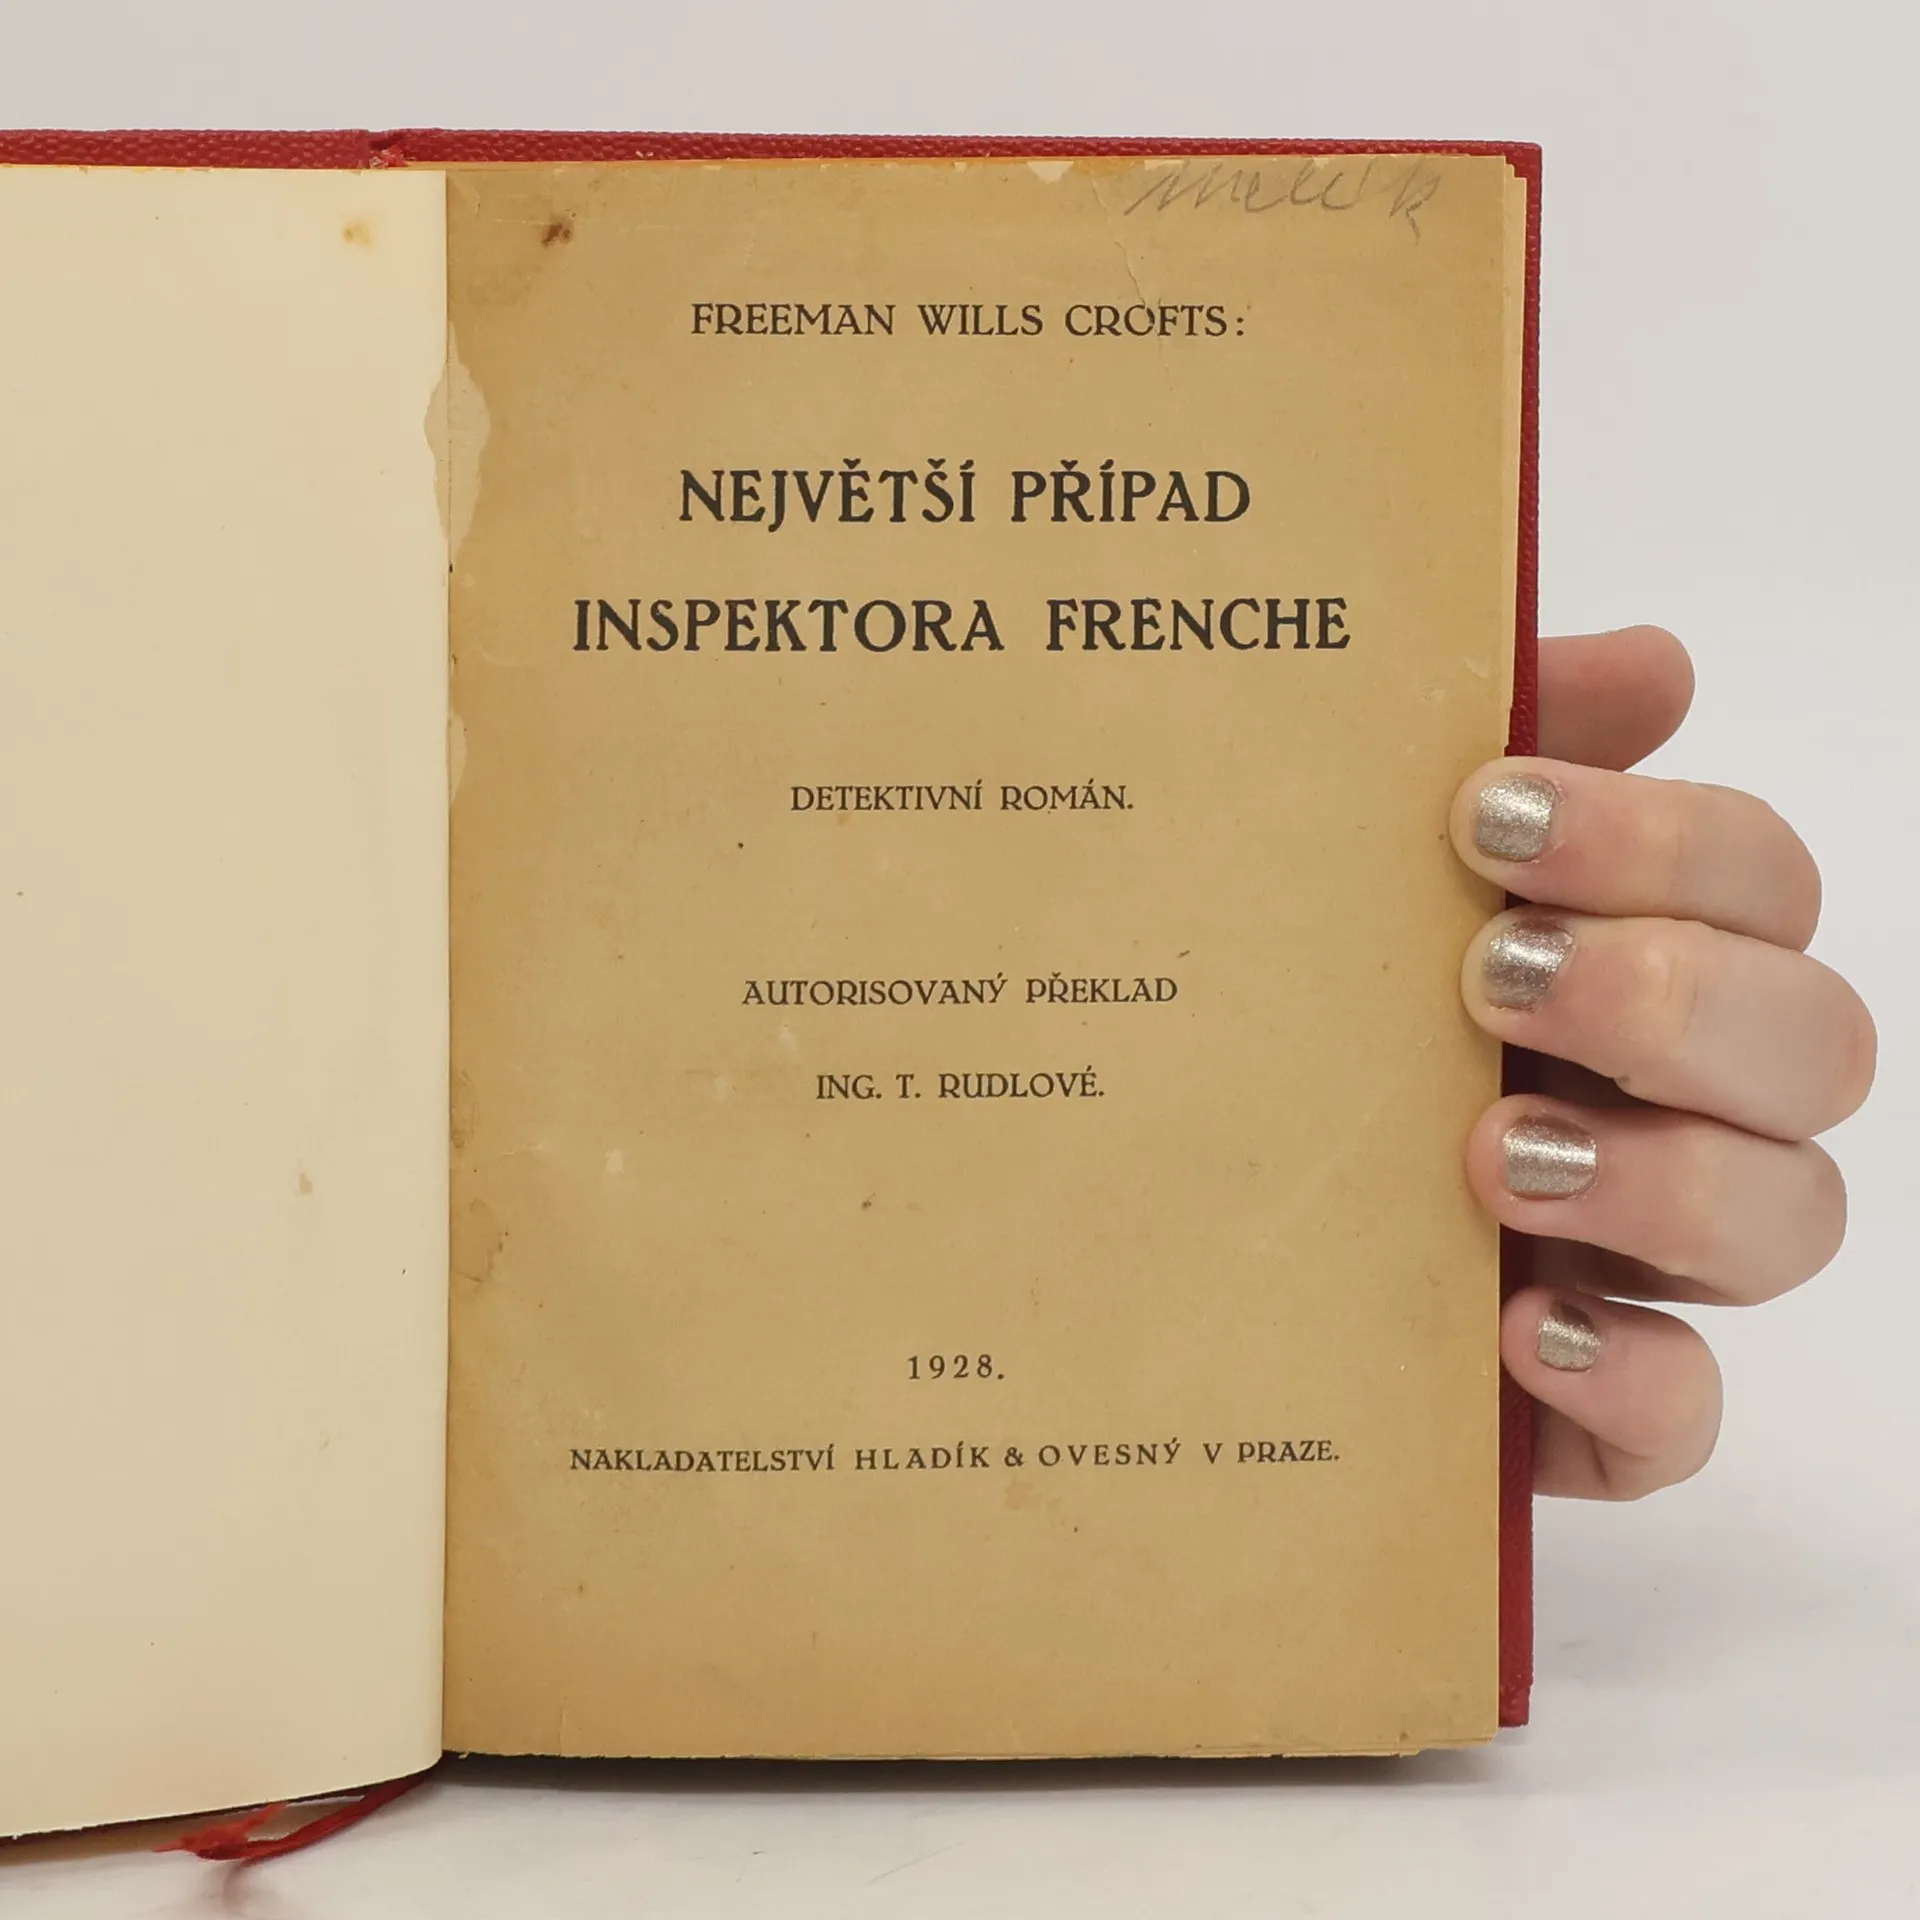 FREEMAN WILLS CROFTS:
NEJVĚTŠÍ PŘÍPAD
INSPEKTORA FRENCHE
DETEKTIVNÍ ROMÁN.
AUTORISOVANÝ PŘEKLAD
ING. T. RUDLOVÉ.
1928.
NAKLADATELSTVÍ HLADÍK & OVESNÝ V PRAZE.